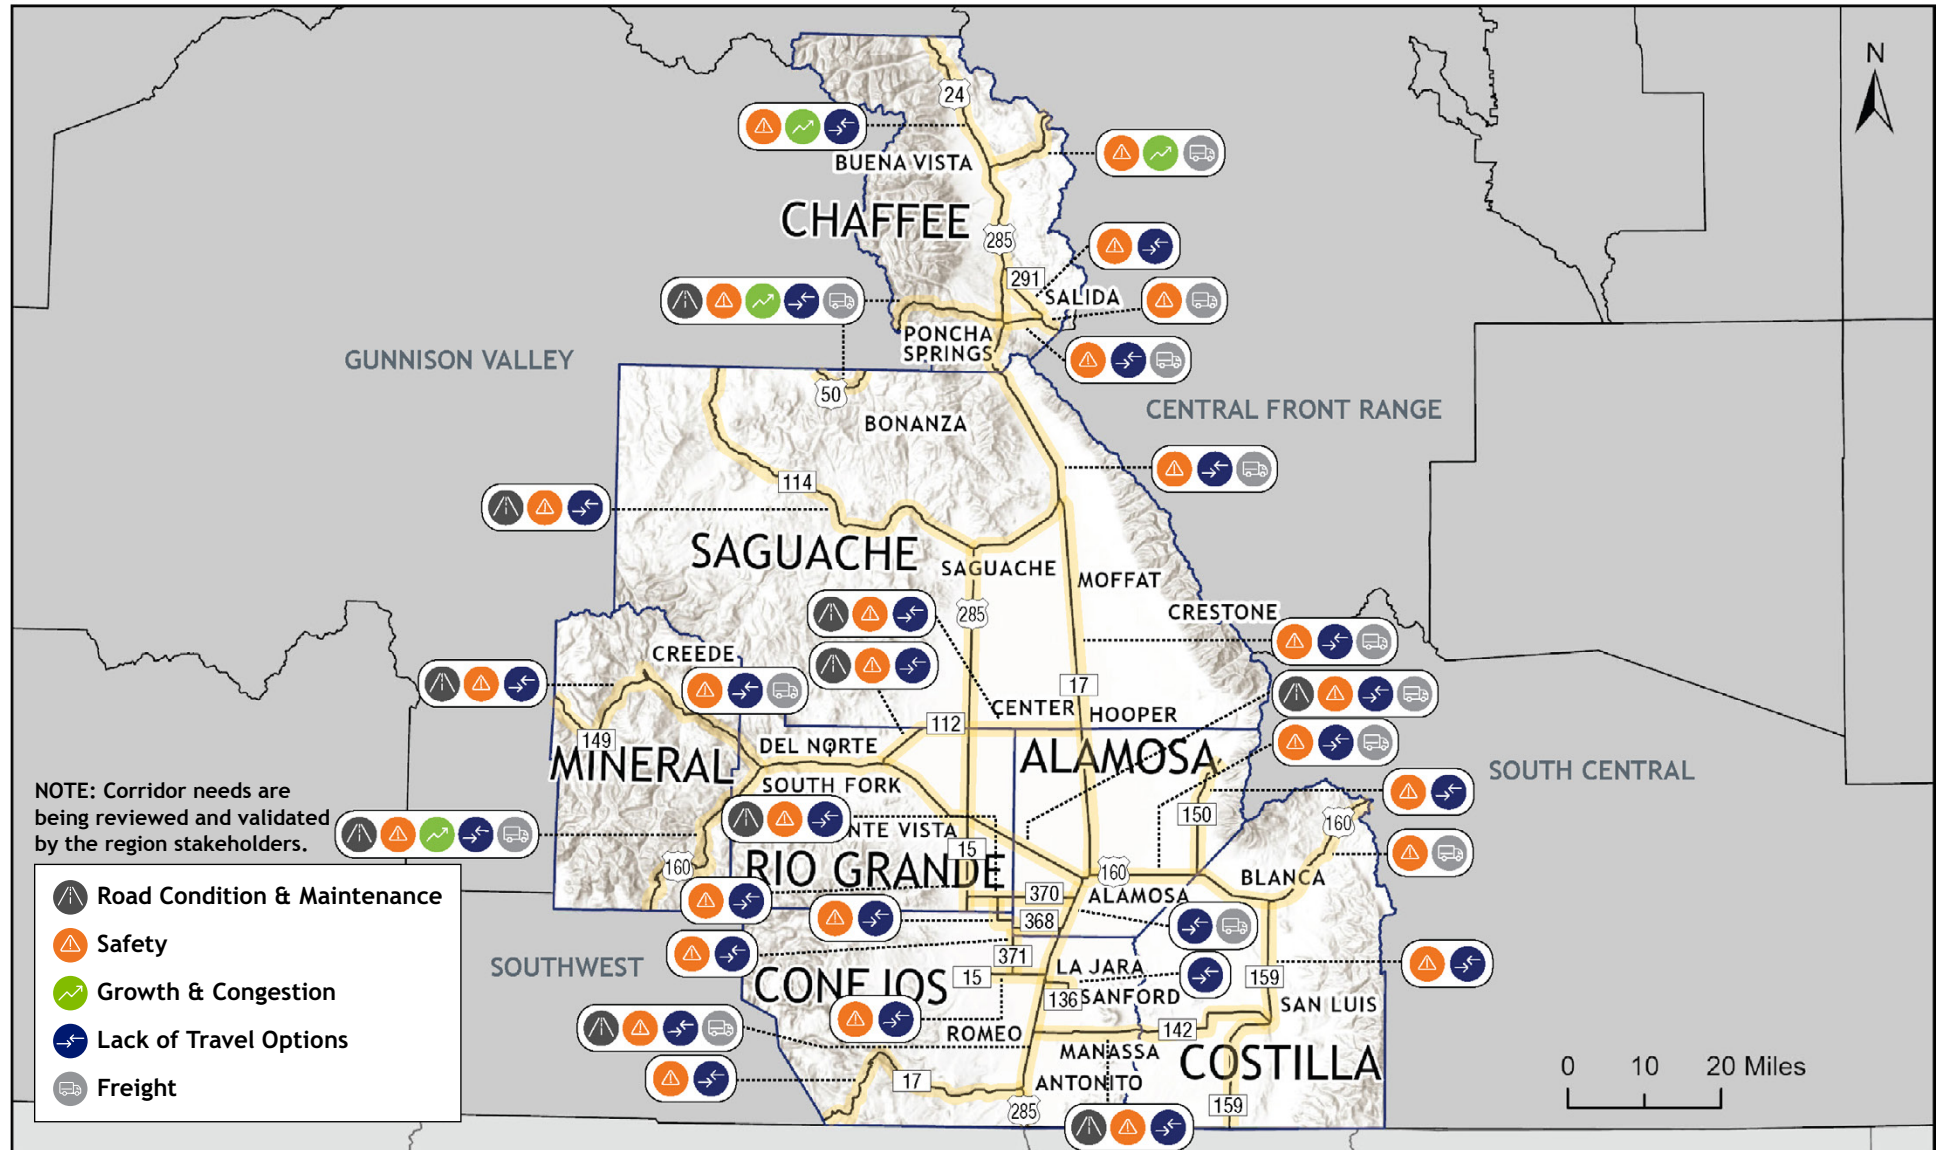 N
24
BUENA VISTA
CHAFFEE
285
291
SALIDA
PONCHA
SPRINGS
GUNNISON VALLEY
50
CENTRAL FRONT RANGE
BONANZA
114
SAGUACHE
SAGUACHE
MOFFAT
285
CRESTONE
CREEDE
17
CENTER
HOOPER
112
149
DEL NORTE
MINERAL
ALAMOSA
SOUTH CENTRAL
SOUTH FORK
NOTE: Corridor needs are
being reviewed and validated
by the region stakeholders.
150
160
NTE VISTA
15
160
RIO GRANDE
160
BLANCA
Road Condition & Maintenance
370
ALAMOSA
368
Safety
371
SOUTHWEST
LA JARA
15
159
CONEJOS
136
SANFORD
SAN LUIS
Growth & Congestion
ROMEO
142
Lack of Travel Options
MANASSA
COSTILLA
17
ANTONITO
0 10 20 Miles
Freight
285
159